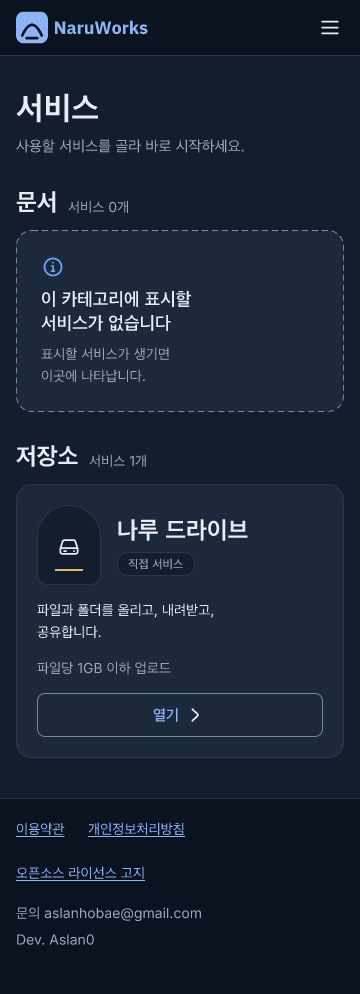 NaruWorks
서비스
사용할 서비스를 골라 바로 시작하세요.
문서 서비스 0개
이 카테고리에 표시할
서비스가 없습니다
표시할 서비스가 생기면
이곳에 나타납니다.
저장소 서비스 1개
나루 드라이브
직접 서비스
파일과 폴더를 올리고, 내려받고,
공유합니다.
파일당 1GB 이하 업로드
열기
이용약관 개인정보처리방침
오픈소스 라이선스 고지
문의 aslanhobae@gmail.com
Dev. Aslan0